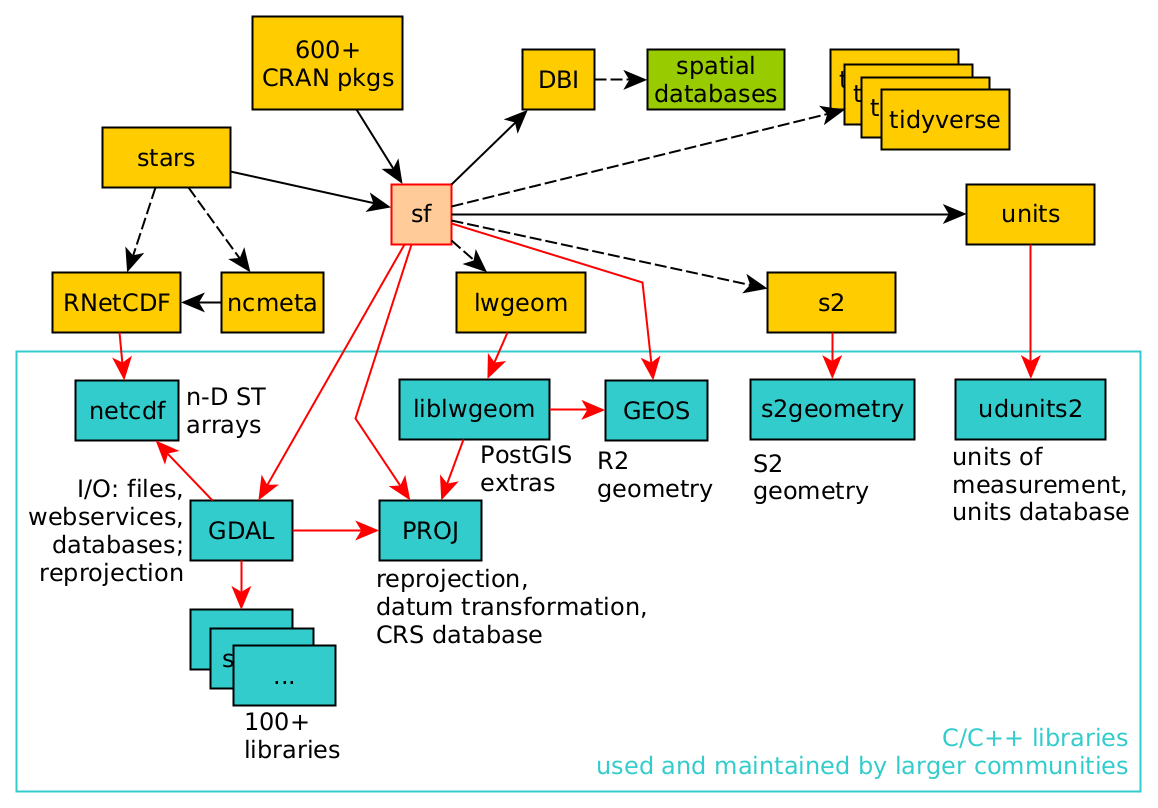 600+
CRAN pkgs
DBI
spatial
databases
t
t
t
tidyverse
stars
sf
units
RNetCDF
ncmeta
lwgeom
s2
netcdf
n-D ST
arrays
liblwgeom
GEOS
s2geometry
udunits2
PostGIS
extras
R2
geometry
S2
geometry
units of
measurement,
units database
I/O: files,
webservices,
databases;
reprojection
GDAL
PROJ
reprojection,
datum transformation,
CRS database
s
...
100+
libraries
C/C++ libraries
used and maintained by larger communities